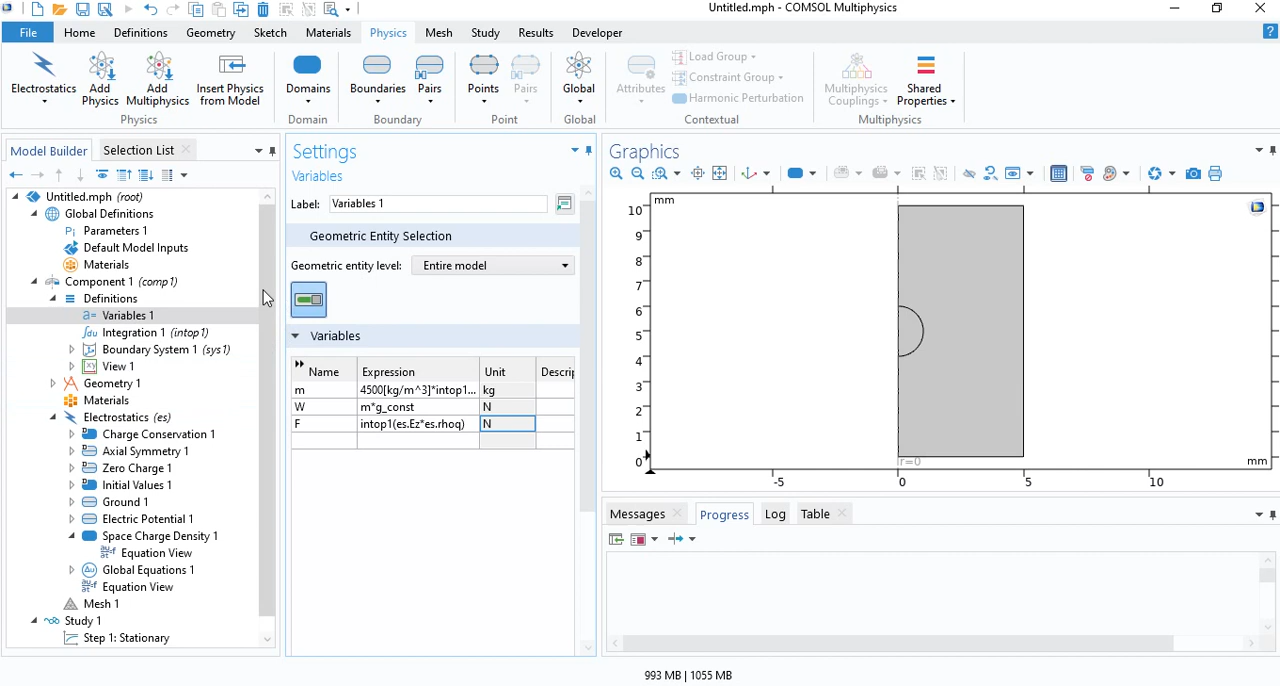 Untitled.mph - COMSOL Multiphysics
File Home Definitions Geometry Sketch Materials Physics Mesh Study Results Developer
Electrostatics
Add Physics
Add Multiphysics
Insert Physics from Model
Physics
Domains
Domain
Boundaries
Pairs
Boundary
Points
Pairs
Point
Global
Global
Attributes
Load Group
Constraint Group
Harmonic Perturbation
Contextual
Multiphysics Couplings
Shared Properties
Multiphysics
Model Builder Selection List
Untitled.mph (root)
Global Definitions
Pi Parameters 1
Default Model Inputs
Materials
Component 1 (comp1)
Definitions
a= Variables 1
∫du Integration 1 (intop1)
Boundary System 1 (sys1)
View 1
Geometry 1
Materials
Electrostatics (es)
Charge Conservation 1
Axial Symmetry 1
Zero Charge 1
Initial Values 1
Ground 1
Electric Potential 1
Space Charge Density 1
Equation View
Global Equations 1
Equation View
Mesh 1
Study 1
Step 1: Stationary
Settings
Variables
Label: Variables 1
Geometric Entity Selection
Geometric entity level: Entire model
Variables
Name Expression Unit Descrip
m 4500[kg/m^3]*intop1... kg
W m*g_const N
F intop1(es.Ez*es.rhoq) N
Graphics
mm
10
9
8
7
6
5
4
3
2
1
0
r=0
mm
-5 0 5 10
Messages Progress Log Table
993 MB | 1055 MB